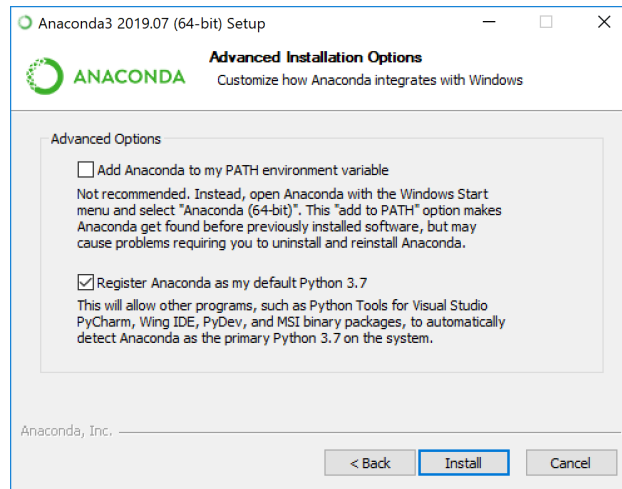 Anaconda3 2019.07 (64-bit) Setup
ANACONDA
Advanced Installation Options
Customize how Anaconda integrates with Windows
Advanced Options
Add Anaconda to my PATH environment variable
Not recommended. Instead, open Anaconda with the Windows Start
menu and select "Anaconda (64-bit)". This "add to PATH" option makes
Anaconda get found before previously installed software, but may
cause problems requiring you to uninstall and reinstall Anaconda.
Register Anaconda as my default Python 3.7
This will allow other programs, such as Python Tools for Visual Studio
PyCharm, Wing IDE, PyDev, and MSI binary packages, to automatically
detect Anaconda as the primary Python 3.7 on the system.
Anaconda, Inc.
< Back
Install
Cancel